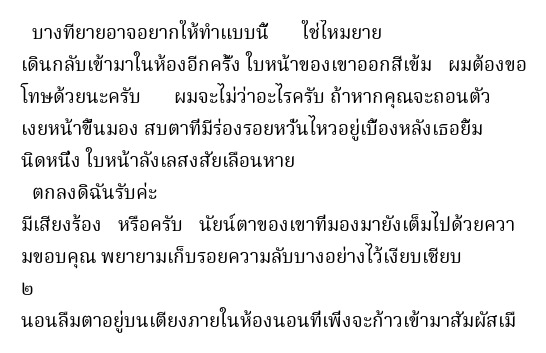 บางทียายอาจอยากให้ทำแบบนี้ ใช่ไหมยาย
เดินกลับเข้ามาในห้องอีกครั้ง ใบหน้าของเขาออกสีเข้ม ผมต้องขอ
โทษด้วยนะครับ ผมจะไม่ว่าอะไรครับ ถ้าหากคุณจะถอนตัว
เงยหน้าขึ้นมอง สบตาที่มีร่องรอยหวั่นไหวอยู่เบื้องหลังเธอยิ้ม
นิดหนึ่ง ใบหน้าลังเลสงสัยเลือนหาย
ตกลงดิฉันรับค่ะ
มีเสียงร้อง หรือครับ นัยน์ตาของเขาที่มองมายังเต็มไปด้วยควา
มขอบคุณ พยายามเก็บรอยความลับบางอย่างไว้เงียบเชียบ
๒
นอนลืมตาอยู่บนเตียงภายในห้องนอนที่เพิ่งจะก้าวเข้ามาสัมผัสเมื